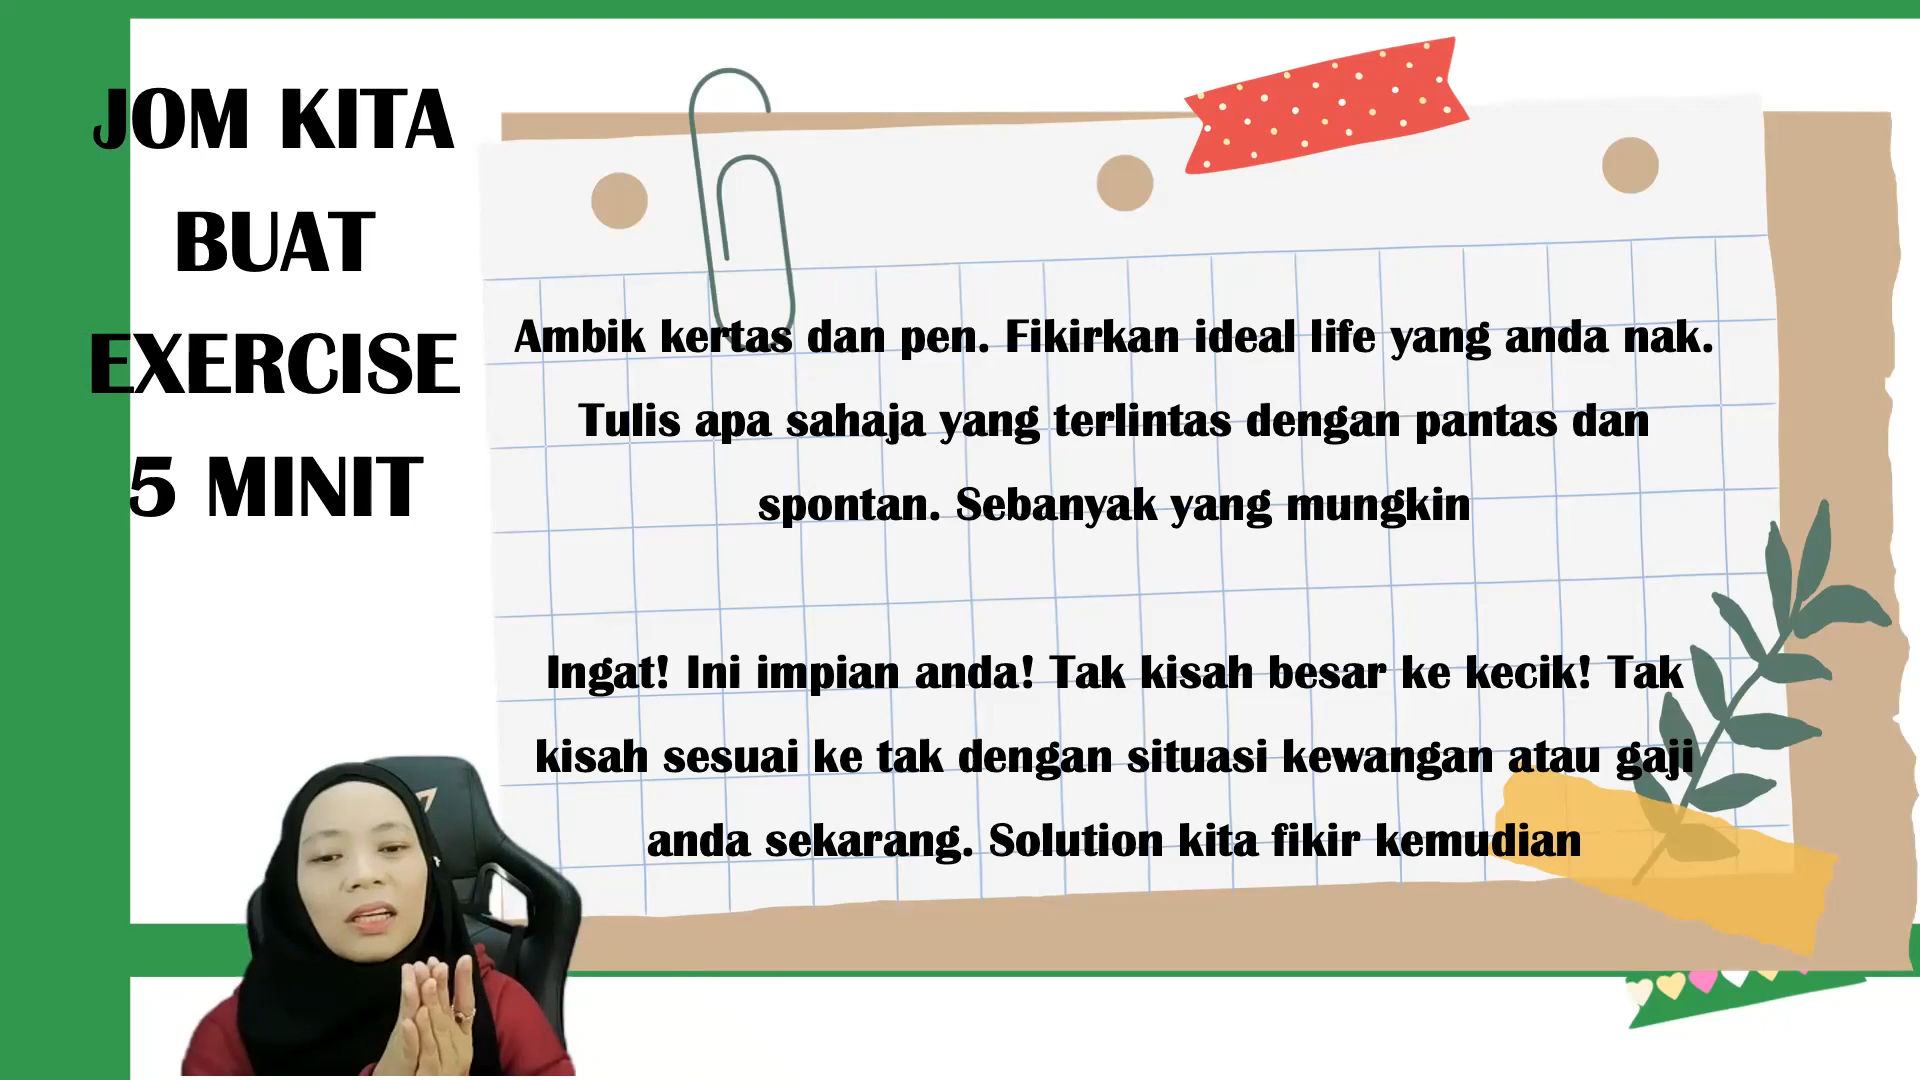 JOM KITA
BUAT
EXERCISE
5 MINIT
Ambik kertas dan pen. Fikirkan ideal life yang anda nak.
Tulis apa sahaja yang terlintas dengan pantas dan
spontan. Sebanyak yang mungkin
Ingat! Ini impian anda! Tak kisah besar ke kecik! Tak
kisah sesuai ke tak dengan situasi kewangan atau gaji
anda sekarang. Solution kita fikir kemudian